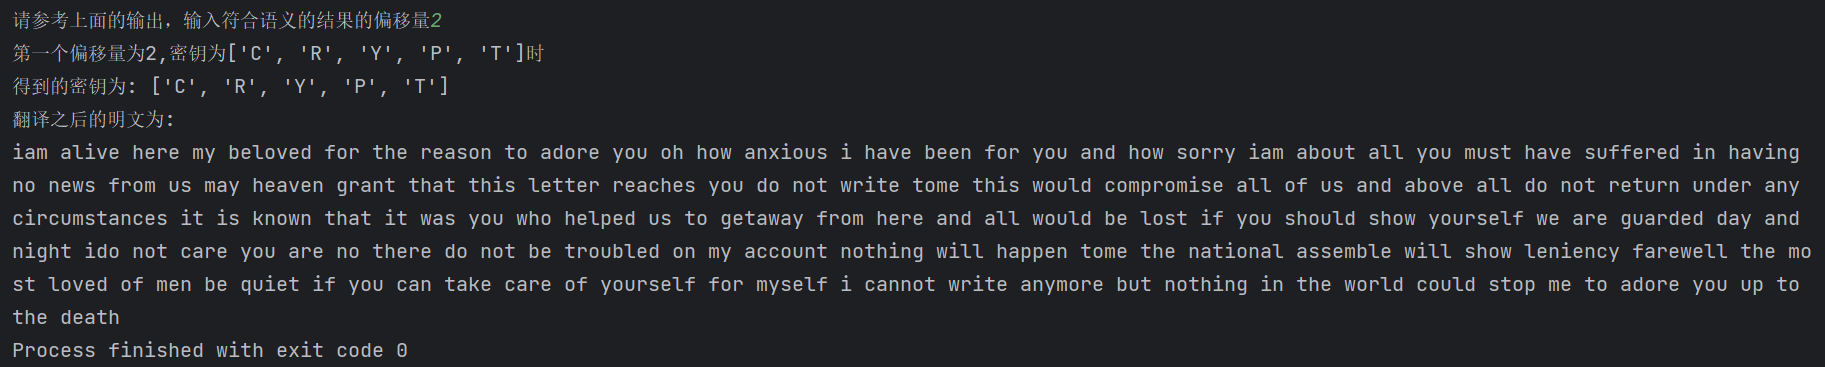 请参考上面的输出，输入符合语义的结果的偏移量2
第一个偏移量为2,密钥为['C', 'R', 'Y', 'P', 'T']时
得到的密钥为: ['C', 'R', 'Y', 'P', 'T']
翻译之后的明文为:
iam alive here my beloved for the reason to adore you oh how anxious i have been for you and how sorry iam about all you must have suffered in having
no news from us may heaven grant that this letter reaches you do not write tome this would compromise all of us and above all do not return under any
circumstances it is known that it was you who helped us to getaway from here and all would be lost if you should show yourself we are guarded day and
night ido not care you are no there do not be troubled on my account nothing will happen tome the national assemble will show leniency farewell the mo
st loved of men be quiet if you can take care of yourself for myself i cannot write anymore but nothing in the world could stop me to adore you up to
the death
Process finished with exit code 0